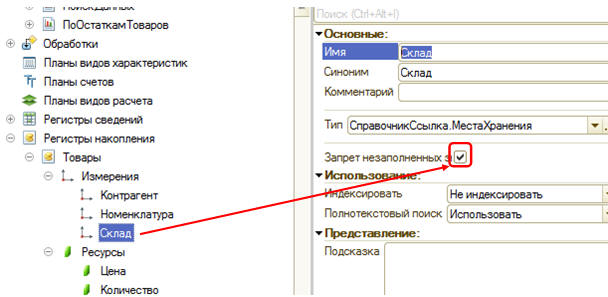 ПоискДанных
ПоОстаткамТоваров
Обработки
Планы видов характеристик
Планы счетов
Планы видов расчета
Регистры сведений
Регистры накопления
Товары
Измерения
Контрагент
Номенклатура
Склад
Ресурсы
Цена
Количество
Поиск (Ctrl+Alt+I)
Основные:
Имя Склад
Синоним Склад
Комментарий
Тип СправочникСсылка.МестаХранения
Запрет незаполненных з
Использование:
Индексировать Не индексировать
Полнотекстовый поиск Использовать
Представление:
Подсказка